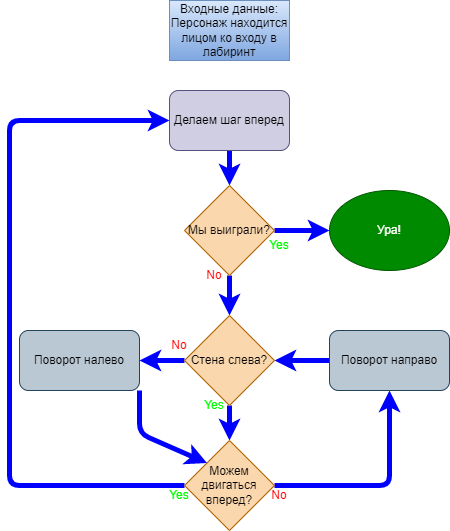 Входные данные:
Персонаж находится
лицом ко входу в
лабиринт
Делаем шаг вперед
Мы выиграли?
Yes
Ура!
No
No
Стена слева?
Поворот налево
Поворот направо
Yes
Можем
двигаться
вперед?
Yes
No